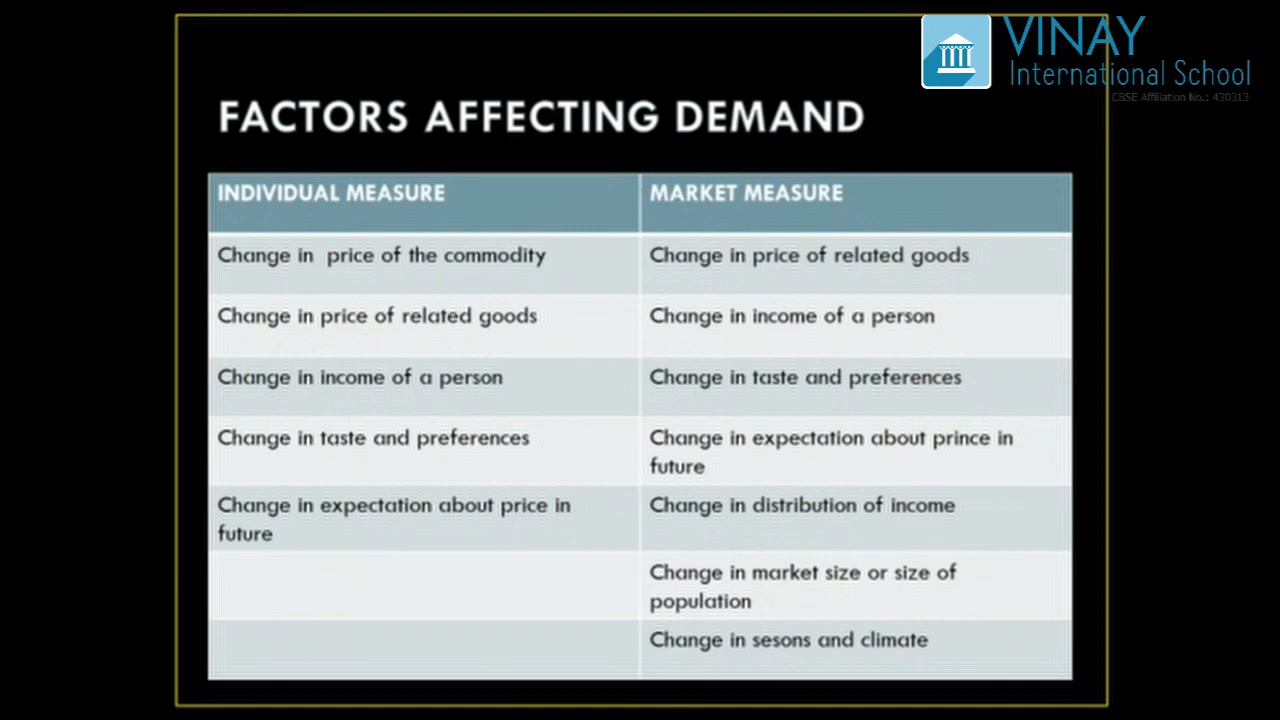 VINAY
International School
CBSE Affiliation No.: 430313
FACTORS AFFECTING DEMAND
INDIVIDUAL MEASURE
MARKET MEASURE
Change in price of the commodity
Change in price of related goods
Change in price of related goods
Change in income of a person
Change in income of a person
Change in taste and preferences
Change in taste and preferences
Change in expectation about prince in
future
Change in expectation about price in
future
Change in distribution of income
Change in market size or size of
population
Change in sesons and climate